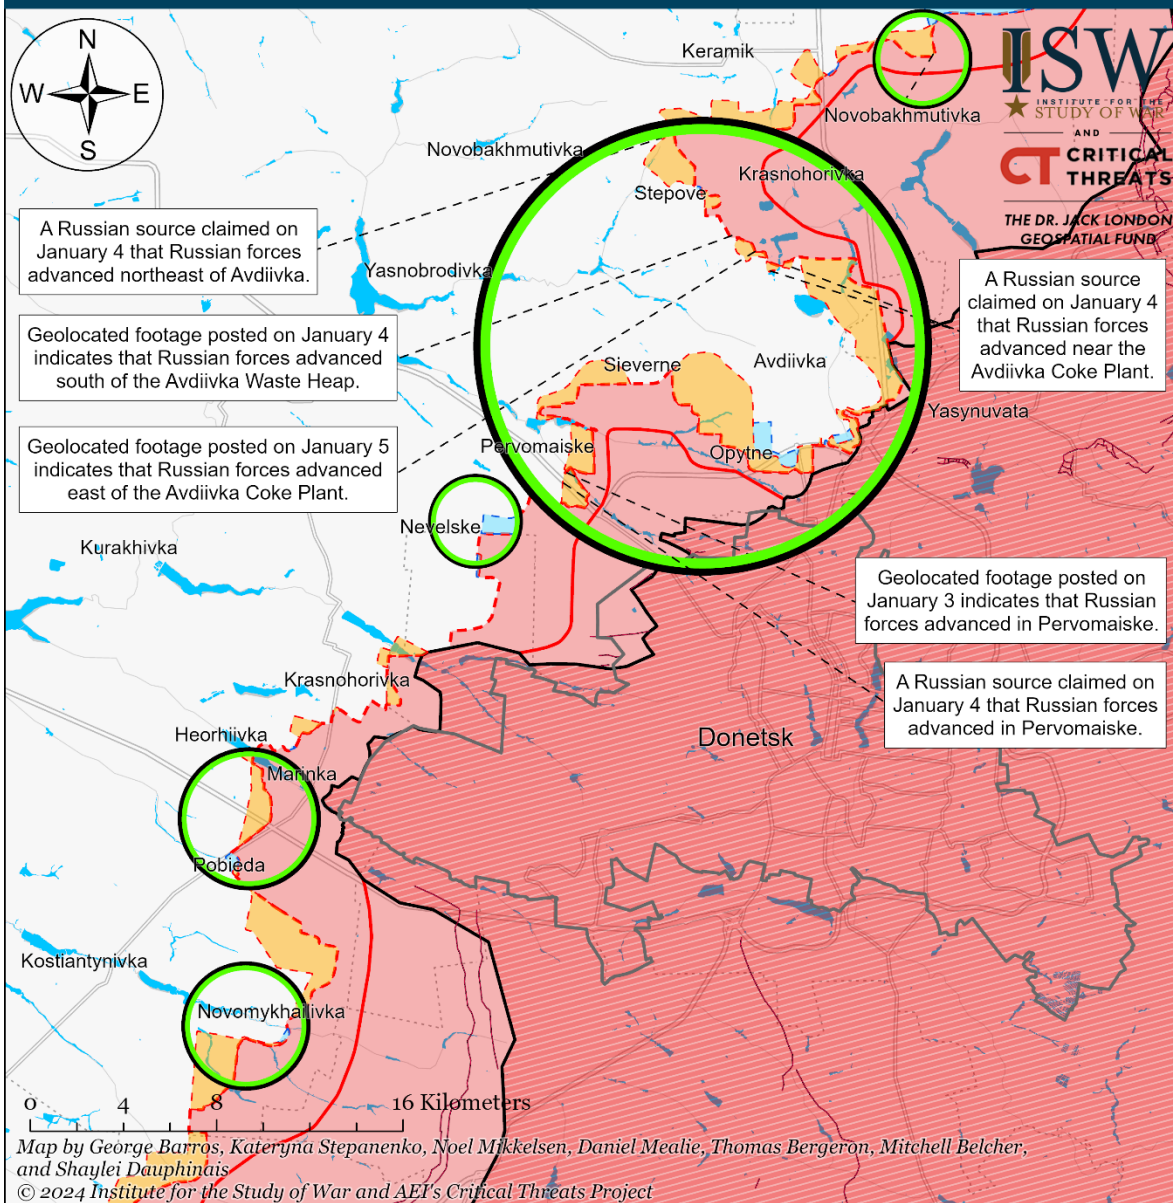 N
W E
S
Keramik
Novobakhmutivka
ISW
INSTITUTE FOR THE
STUDY OF WAR
AND
CT CRITICAL
THREATS
THE DR. JACK LONDON
GEOSPATIAL FUND
Novobakhmutivka
Krasnohorivka
Stepove
A Russian source claimed on
January 4 that Russian forces
advanced northeast of Avdiivka.
Yasnobrodivka
A Russian source
claimed on January 4
that Russian forces
advanced near the
Avdiivka Coke Plant.
Geolocated footage posted on January 4
indicates that Russian forces advanced
south of the Avdiivka Waste Heap.
Sieverne
Avdiivka
Yasynuvata
Geolocated footage posted on January 5
indicates that Russian forces advanced
east of the Avdiivka Coke Plant.
Pervomaiske
Opytne
Nevelske
Kurakhivka
Geolocated footage posted on
January 3 indicates that Russian
forces advanced in Pervomaiske.
Krasnohorivka
A Russian source claimed on
January 4 that Russian forces
advanced in Pervomaiske.
Heorhiivka
Donetsk
Marinka
Pobieda
Kostiantynivka
Novomykhailivka
0 4 8 16 Kilometers
Map by George Barros, Kateryna Stepanenko, Noel Mikkelsen, Daniel Mealie, Thomas Bergeron, Mitchell Belcher,
and Shaylei Dauphinais
© 2024 Institute for the Study of War and AEI's Critical Threats Project